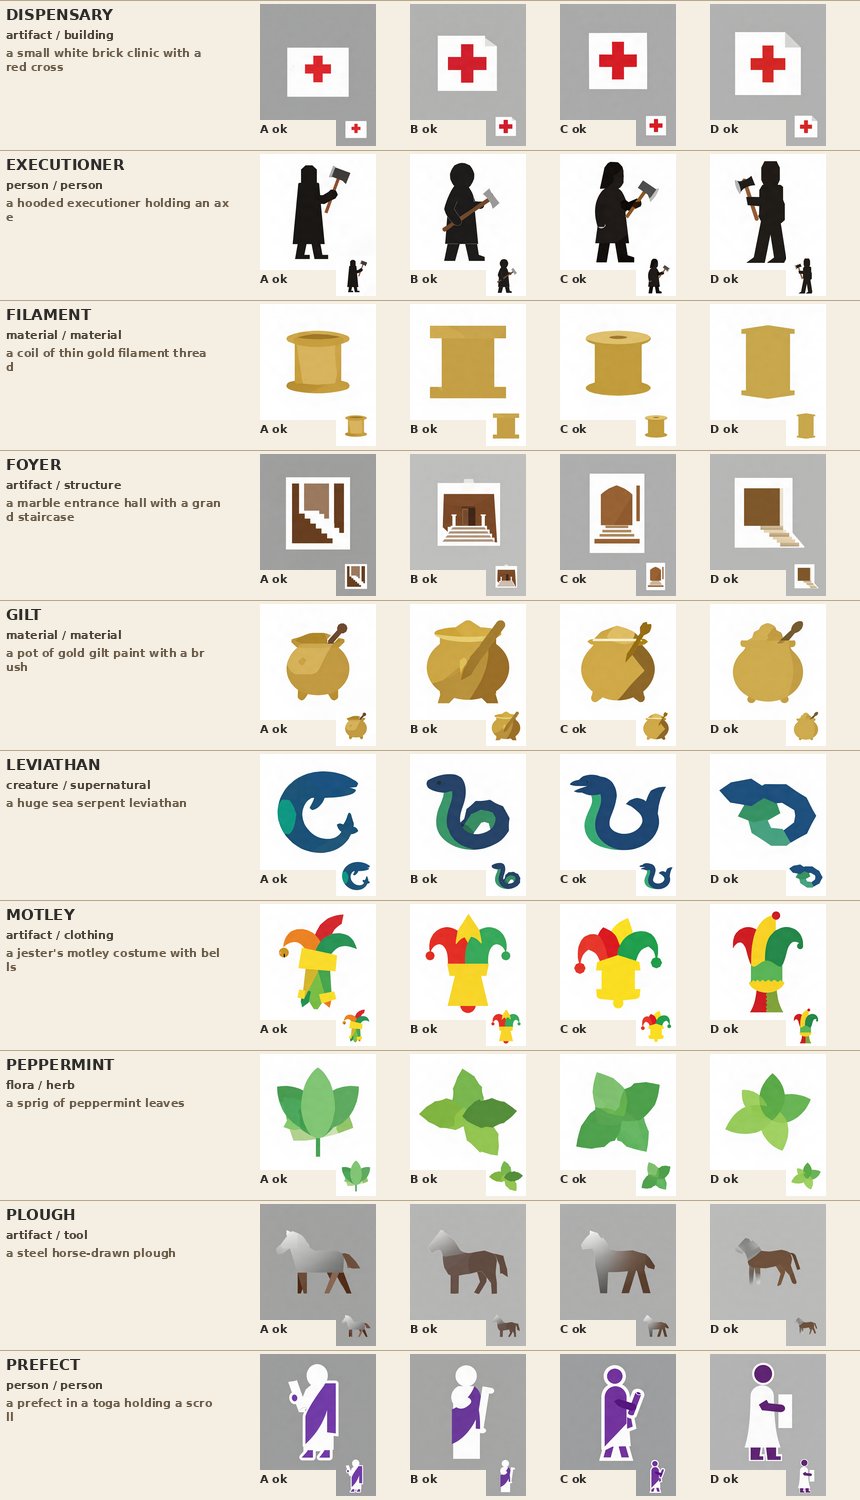 DISPENSARY
artifact / building
a small white brick clinic with a
red cross
A ok B ok C ok D ok
EXECUTIONER
person / person
a hooded executioner holding an ax
e
A ok B ok C ok D ok
FILAMENT
material / material
a coil of thin gold filament threa
d
A ok B ok C ok D ok
FOYER
artifact / structure
a marble entrance hall with a gran
d staircase
A ok B ok C ok D ok
GILT
material / material
a pot of gold gilt paint with a br
ush
A ok B ok C ok D ok
LEVIATHAN
creature / supernatural
a huge sea serpent leviathan
A ok B ok C ok D ok
MOTLEY
artifact / clothing
a jester's motley costume with bel
ls
A ok B ok C ok D ok
PEPPERMINT
flora / herb
a sprig of peppermint leaves
A ok B ok C ok D ok
PLOUGH
artifact / tool
a steel horse-drawn plough
A ok B ok C ok D ok
PREFECT
person / person
a prefect in a toga holding a scro
ll
A ok B ok C ok D ok